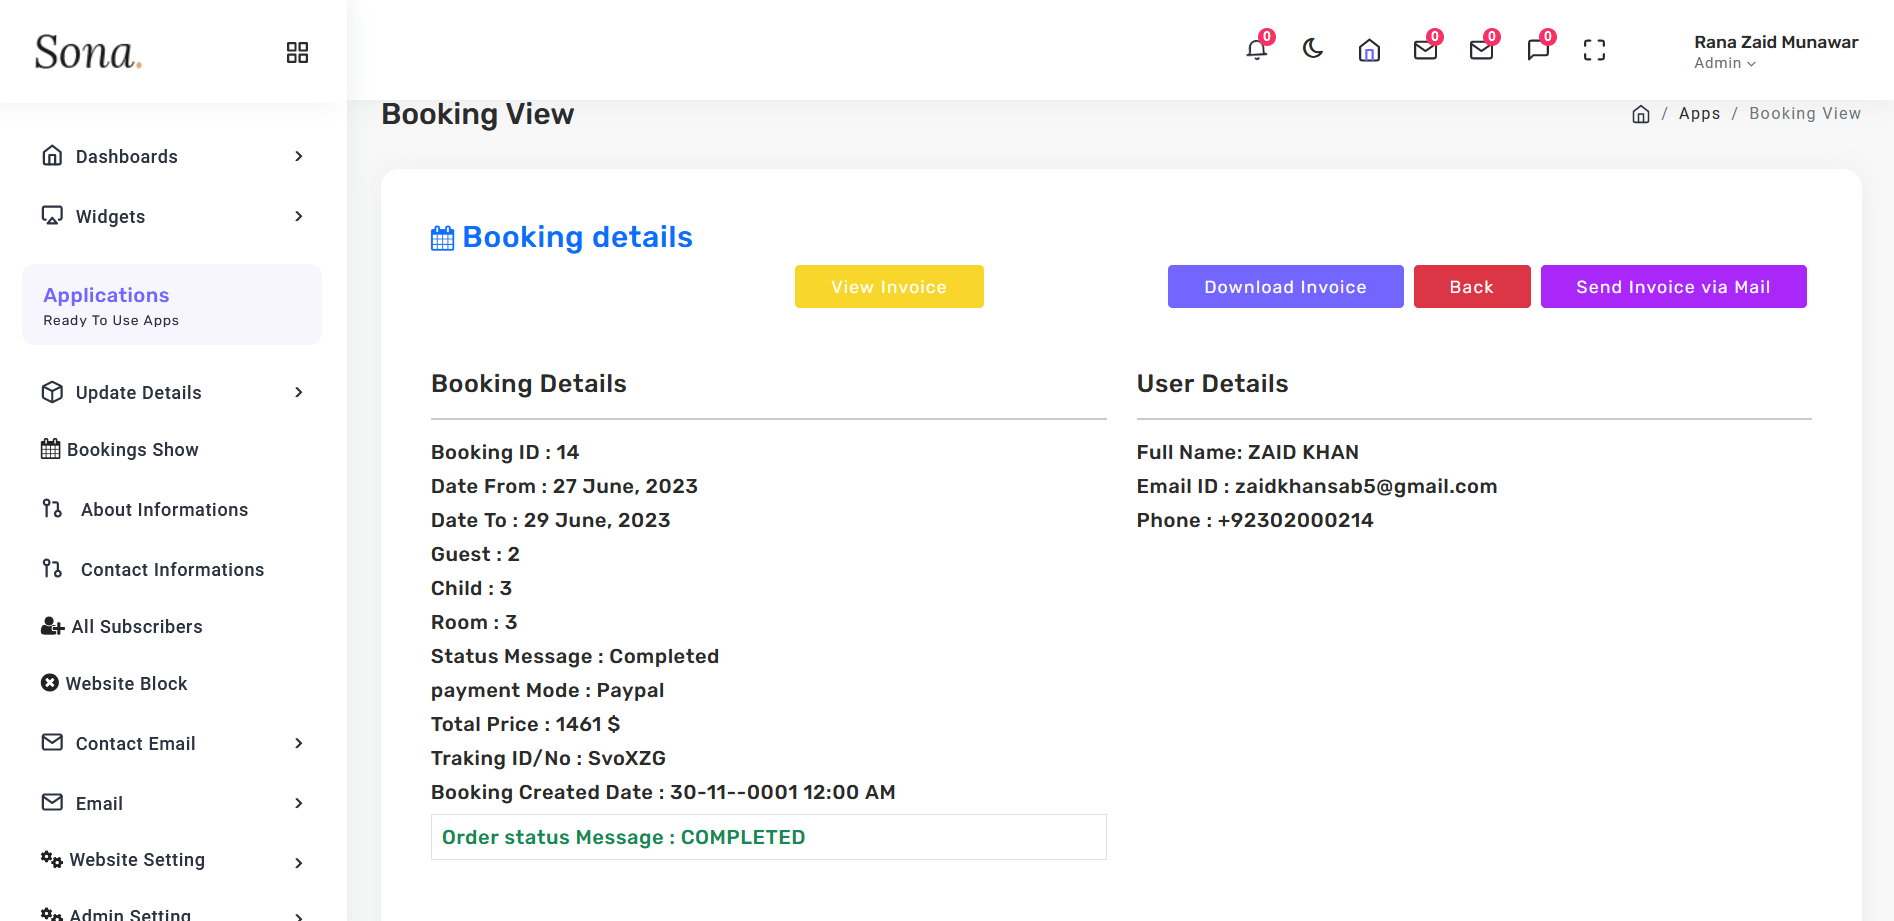 Sona.
0
0
0
0
Rana Zaid Munawar
Admin
Dashboards
Widgets
Applications
Ready To Use Apps
Update Details
Bookings Show
About Informations
Contact Informations
All Subscribers
Website Block
Contact Email
Email
Website Setting
Admin Setting
Booking View
/ Apps / Booking View
Booking details
View Invoice
Download Invoice
Back
Send Invoice via Mail
Booking Details
Booking ID : 14
Date From : 27 June, 2023
Date To : 29 June, 2023
Guest : 2
Child : 3
Room : 3
Status Message : Completed
payment Mode : Paypal
Total Price : 1461 $
Traking ID/No : SvoXZG
Booking Created Date : 30-11--0001 12:00 AM
Order status Message : COMPLETED
User Details
Full Name: ZAID KHAN
Email ID : zaidkhansab5@gmail.com
Phone : +92302000214